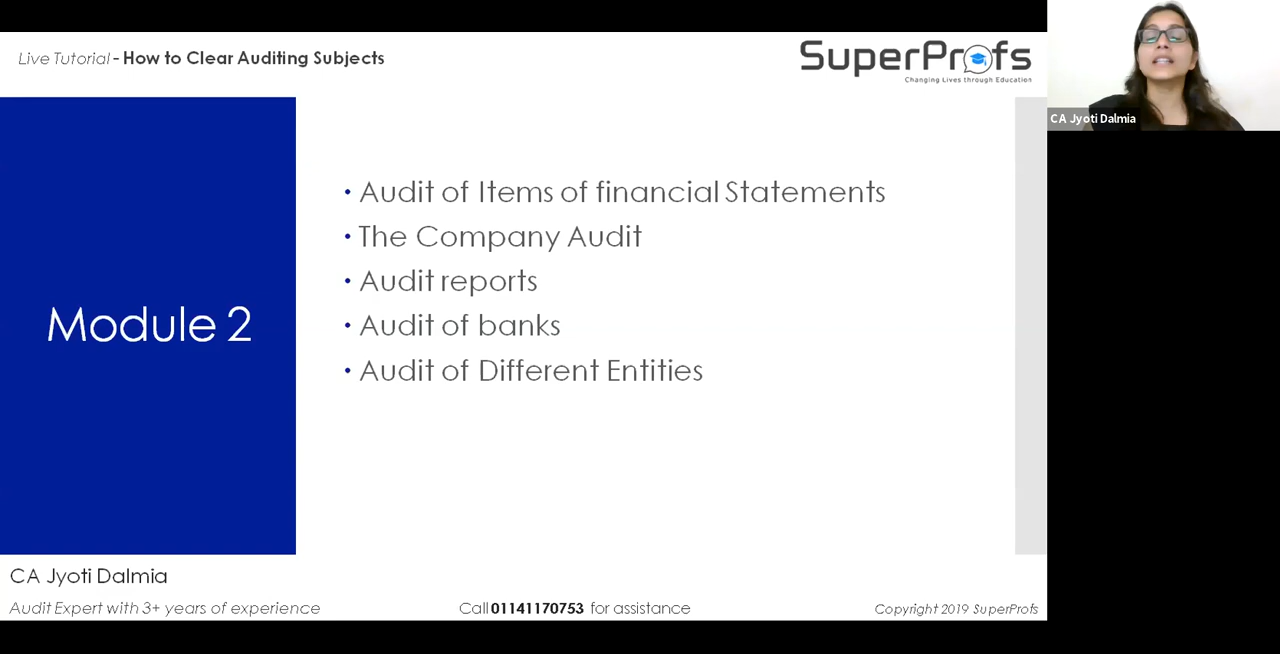 Live Tutorial - How to Clear Auditing Subjects
SuperProfs
Changing Lives through Education
CA Jyoti Dalmia
Module 2
• Audit of Items of financial Statements
• The Company Audit
• Audit reports
• Audit of banks
• Audit of Different Entities
CA Jyoti Dalmia
Audit Expert with 3+ years of experience
Call 01141170753 for assistance
Copyright 2019 SuperProfs